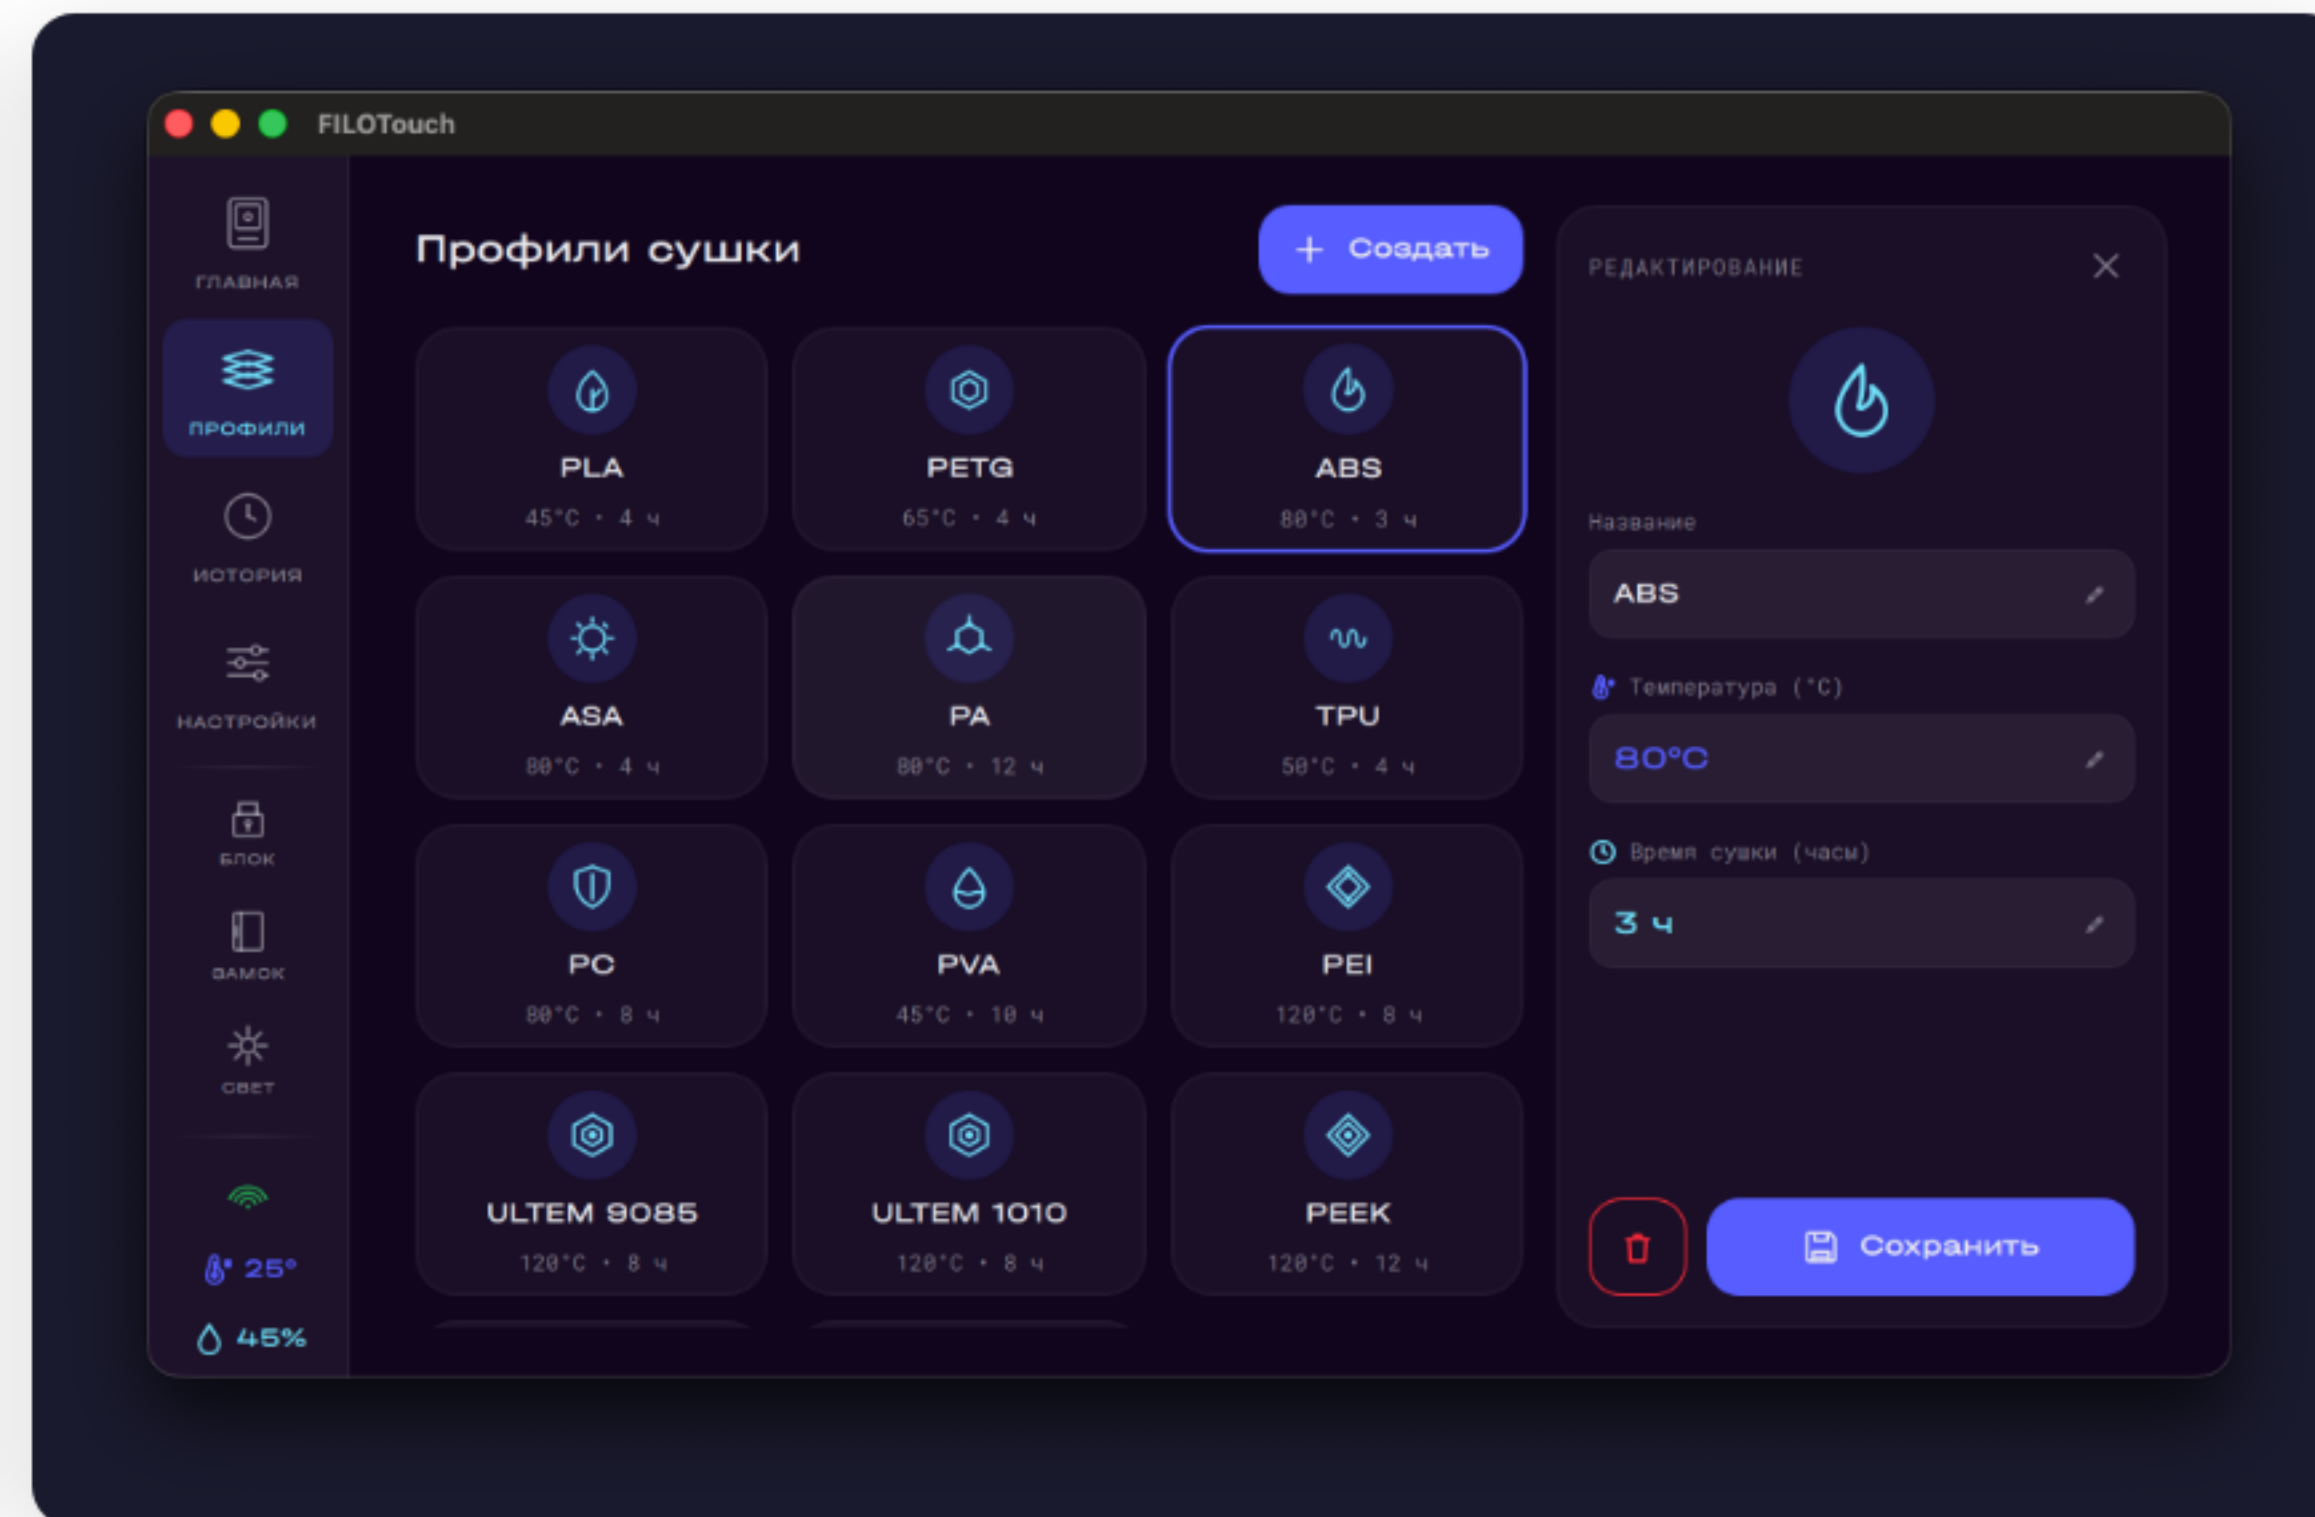 FILOTouch
ГЛАВНАЯ
ПРОФИЛИ
ИСТОРИЯ
НАСТРОЙКИ
БЛОК
ЗАМОК
СВЕТ
25°
45%
Профили сушки
+ Создать
PLA
45°C • 4 ч
PETG
65°C • 4 ч
ABS
80°C • 3 ч
ASA
80°C • 4 ч
PA
80°C • 12 ч
TPU
50°C • 4 ч
PC
80°C • 8 ч
PVA
45°C • 10 ч
PEI
120°C • 8 ч
ULTEM 9085
120°C • 8 ч
ULTEM 1010
120°C • 8 ч
PEEK
120°C • 12 ч
РЕДАКТИРОВАНИЕ
Название
ABS
Температура (°C)
80°C
Время сушки (часы)
3 ч
Сохранить